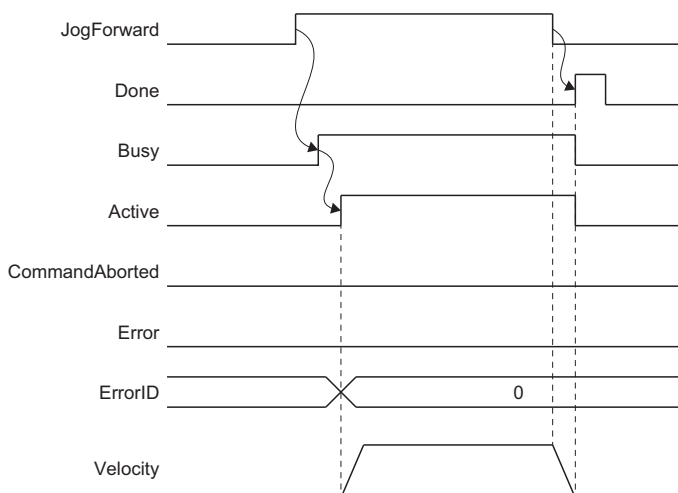 JogForward
Done
Busy
Active
CommandAborted
Error
ErrorID
0
Velocity